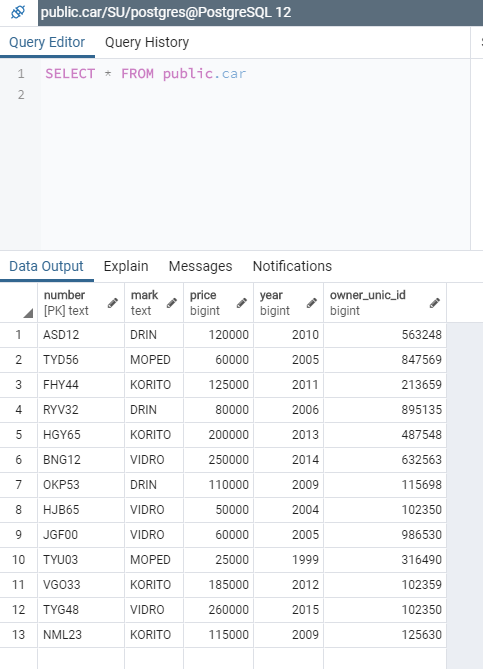 public.car/SU/postgres@PostgreSQL 12
Query Editor Query History
1 SELECT * FROM public.car
2
Data Output Explain Messages Notifications
number mark price year owner_unic_id
[PK] text text bigint bigint bigint
1 ASD12 DRIN 120000 2010 563248
2 TYD56 MOPED 60000 2005 847569
3 FHY44 KORITO 125000 2011 213659
4 RYV32 DRIN 80000 2006 895135
5 HGY65 KORITO 200000 2013 487548
6 BNG12 VIDRO 250000 2014 632563
7 OKP53 DRIN 110000 2009 115698
8 HJB65 VIDRO 50000 2004 102350
9 JGF00 VIDRO 60000 2005 986530
10 TYU03 MOPED 25000 1999 316490
11 VGO33 KORITO 185000 2012 102359
12 TYG48 VIDRO 260000 2015 102350
13 NML23 KORITO 115000 2009 125630